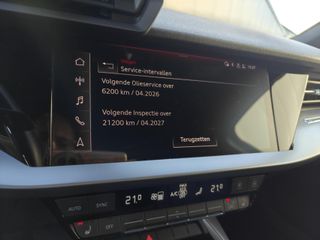 Service-intervallen
Volgende Olieservice over
6200 km / 04.2026
Volgende Inspectie over
21200 km / 04.2027
Terugzetten
AUTO
SYNC
21.0
A/C
21.0